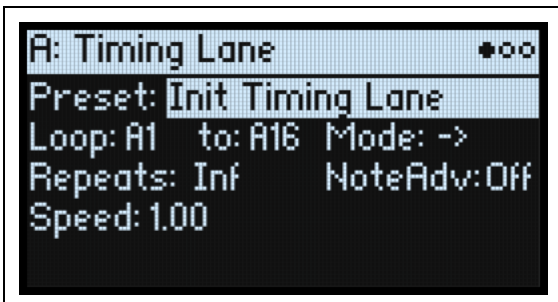 A: Timing Lane
Preset: Init Timing Lane
Loop: A1 to: A16 Mode: ->
Repeats: Inf NoteAdv: Off
Speed: 1.00